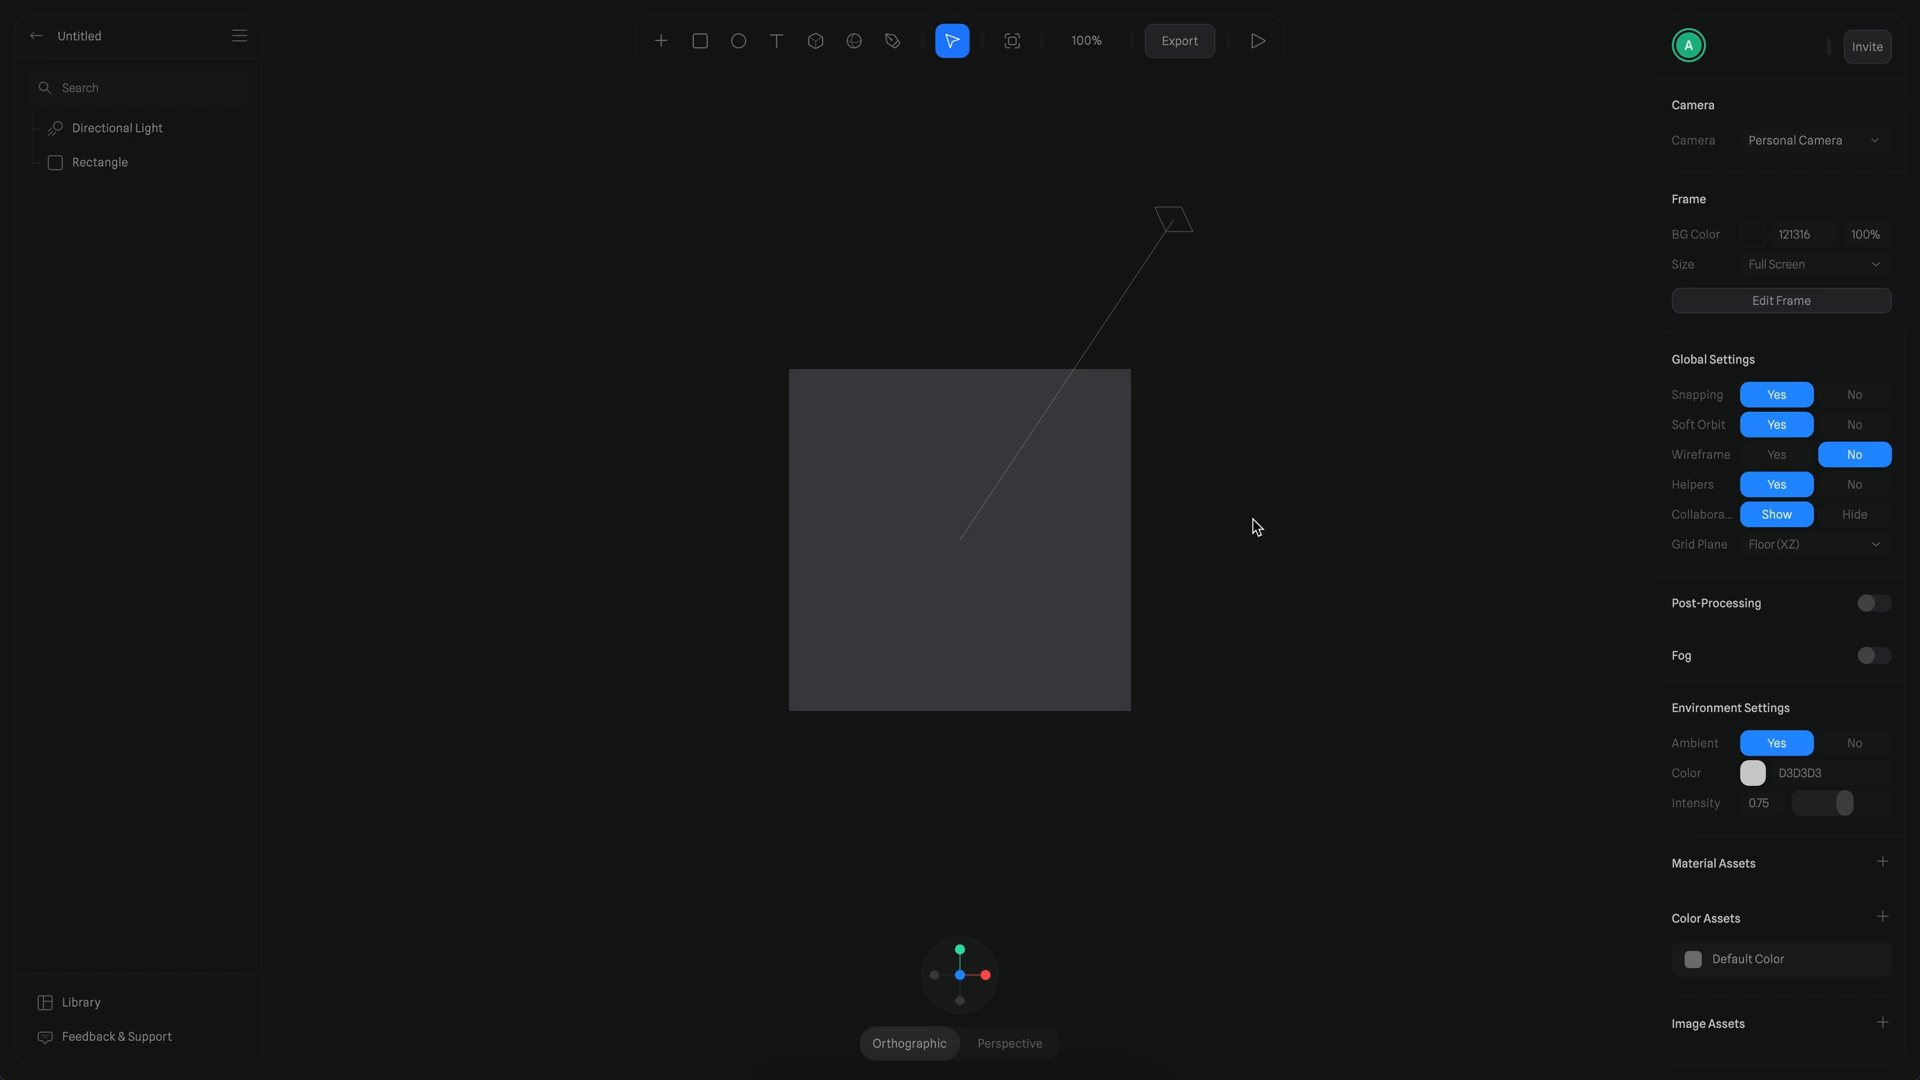 Untitled
Search
Directional Light
Rectangle
Library
Feedback & Support
100%
Export
Orthographic
Perspective
A
Invite
Camera
Camera Personal Camera
Frame
BG Color 121316 100%
Size Full Screen
Edit Frame
Global Settings
Snapping Yes No
Soft Orbit Yes No
Wireframe Yes No
Helpers Yes No
Collabora... Show Hide
Grid Plane Floor (XZ)
Post-Processing
Fog
Environment Settings
Ambient Yes No
Color D3D3D3
Intensity 0.75
Material Assets
Color Assets
Default Color
Image Assets